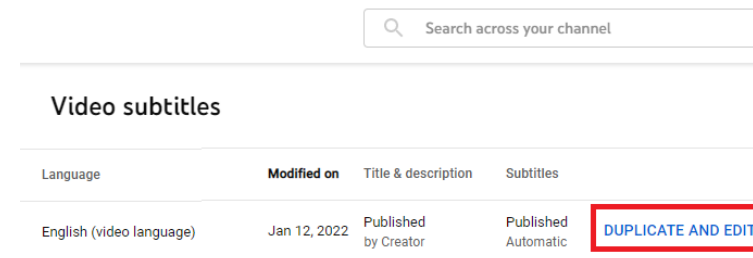 Search across your channel
Video subtitles
Language Modified on Title & description Subtitles
English (video language) Jan 12, 2022 Published Published DUPLICATE AND EDIT
by Creator Automatic